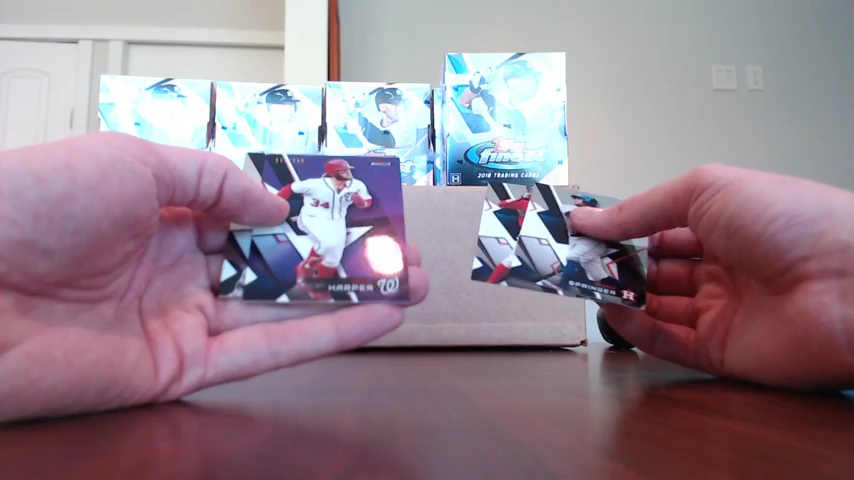 finest
2018 TRADING CARDS
H
34
HARPER W
SPRINGER H